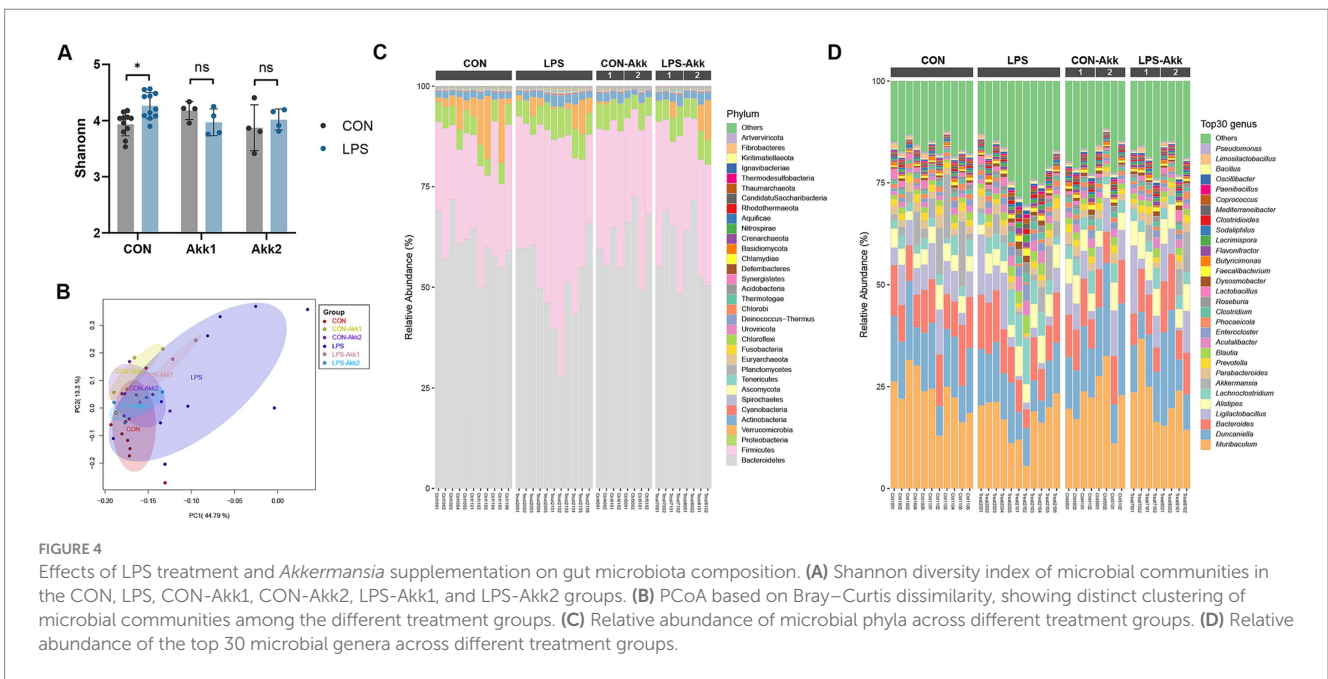 A
*
ns
ns
5
4
3
2
Shannon
CON
Akk1
Akk2
CON
LPS
B
Group
CON
CON-Akk1
CON-Akk2
LPS
LPS-Akk1
LPS-Akk2
LPS
CON-Akk2
CON
PC2( 13.3 %)
0.3
0.2
0.1
0.0
-0.1
-0.2
-0.20
-0.15
-0.10
-0.05
0.00
PC1( 44.79 %)
C
CON
LPS
CON-Akk
LPS-Akk
1
2
1
2
Relative Abundance (%)
100
75
50
25
0
Phylum
Others
Artverviricota
Fibrobacteres
Kiritimatiellaeota
Ignavibacteriae
Thermodesulfobacteria
Thaumarchaeota
CandidatuSaccharibacteria
Rhodothermaeota
Aquificae
Nitrospirae
Crenarchaeota
Basidiomycota
Chlamydiae
Deferribacteres
Synergistetes
Acidobacteria
Thermotogae
Chlorobi
Deinococcus-Thermus
Uroviricota
Chloroflexi
Fusobacteria
Euryarchaeota
Planctomycetes
Tenericutes
Ascomycota
Spirochaetes
Cyanobacteria
Actinobacteria
Verrucomicrobia
Proteobacteria
Firmicutes
Bacteroidetes
D
CON
LPS
CON-Akk
LPS-Akk
1
2
1
2
Relative Abundance (%)
100
75
50
25
0
Top30 genus
Others
Pseudomonas
Limosilactobacillus
Bacillus
Oscillibacter
Paenibacillus
Coprococcus
Mediterraneibacter
Clostridioides
Sodaliphilus
Lacrimispora
Flavonifractor
Butyricimonas
Faecalibacterium
Dysosmobacter
Lactobacillus
Roseburia
Clostridium
Phocaeicola
Enterocloster
Acutalibacter
Blautia
Prevotella
Parabacteroides
Akkermansia
Lachnoclostridium
Alistipes
Ligilactobacillus
Bacteroides
Duncaniella
Muribaculum
FIGURE 4
Effects of LPS treatment and Akkermansia supplementation on gut microbiota composition. (A) Shannon diversity index of microbial communities in
the CON, LPS, CON-Akk1, CON-Akk2, LPS-Akk1, and LPS-Akk2 groups. (B) PCoA based on Bray–Curtis dissimilarity, showing distinct clustering of
microbial communities among the different treatment groups. (C) Relative abundance of microbial phyla across different treatment groups. (D) Relative
abundance of the top 30 microbial genera across different treatment groups.